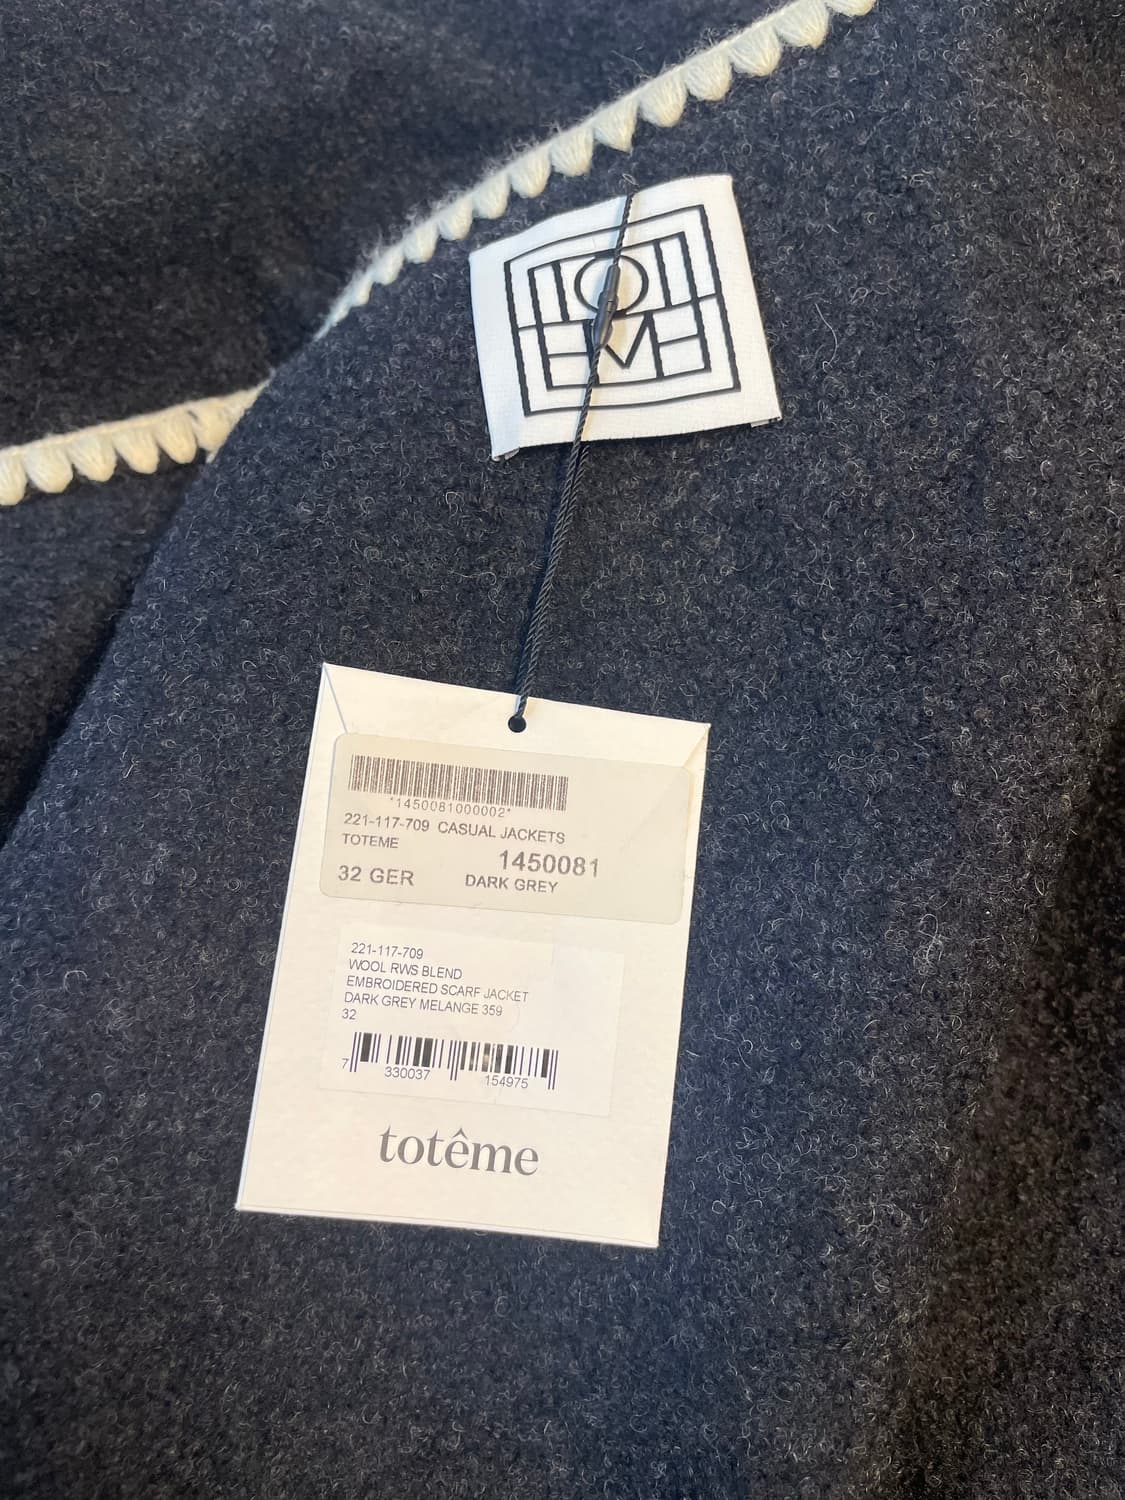 *1450081000002*
221-117-709 CASUAL JACKETS
TOTEME
1450081
32 GER
DARK GREY
221-117-709
WOOL RWS BLEND
EMBROIDERED SCARF JACKET
DARK GREY MELANGE 359
32
7 330037 154975
totême